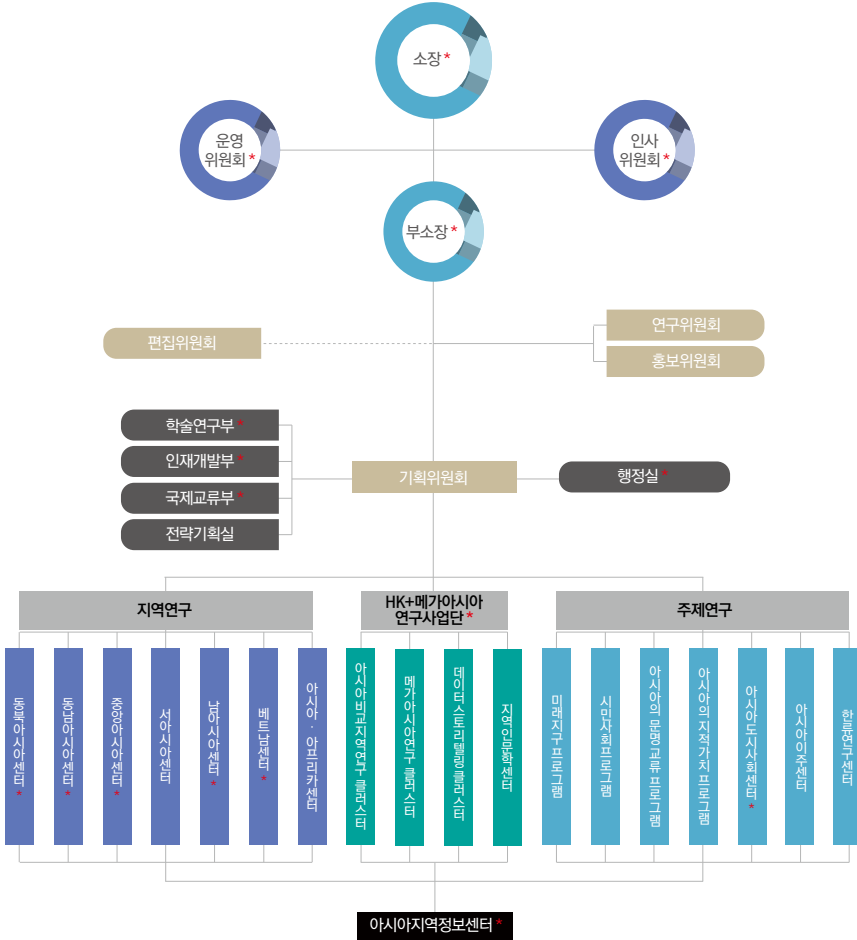 소장 *
운영
위원회 *
인사
위원회 *
부소장 *
편집위원회
연구위원회
홍보위원회
학술연구부 *
인재개발부 *
국제교류부 *
전략기획실
기획위원회
행정실 *
지역연구
HK+메가아시아
연구사업단 *
주제연구
동북아시아센터 *
동남아시아센터 *
중앙아시아센터 *
서아시아센터
남아시아센터 *
베트남센터 *
아시아 · 아프리카센터
아시아비교지역연구 클러스터
메가아시아연구 클러스터
데이터스토리텔링 클러스터
지역인문학센터
미래지구프로그램
시민사회프로그램
아시아의 문명교류 프로그램
아시아의 지적가치 프로그램
아시아도시사회센터 *
아시아이주센터
한류연구센터
아시아지역정보센터 *